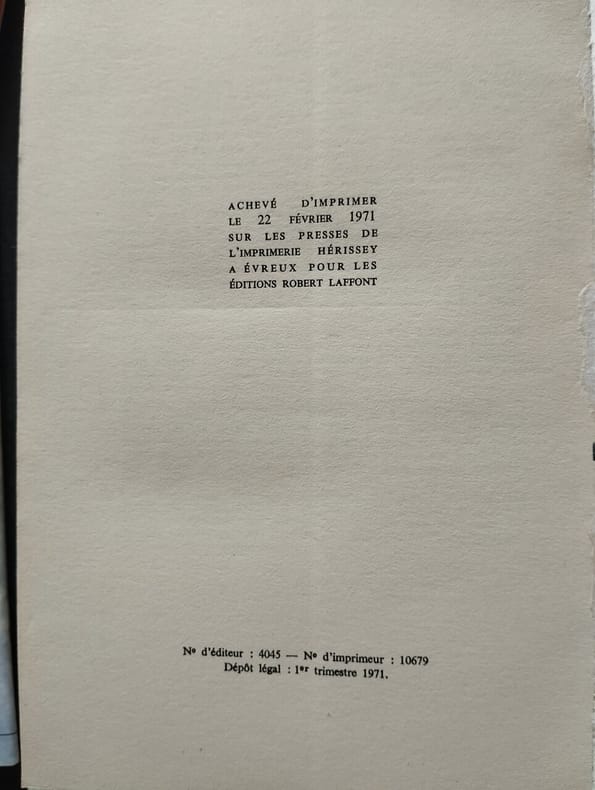 ACHEVÉ D'IMPRIMER
LE 22 FÉVRIER 1971
SUR LES PRESSES DE
L'IMPRIMERIE HÉRISSEY
A ÉVREUX POUR LES
ÉDITIONS ROBERT LAFFONT
Nº d'éditeur : 4045 — Nº d'imprimeur : 10679
Dépôt légal : 1er trimestre 1971.